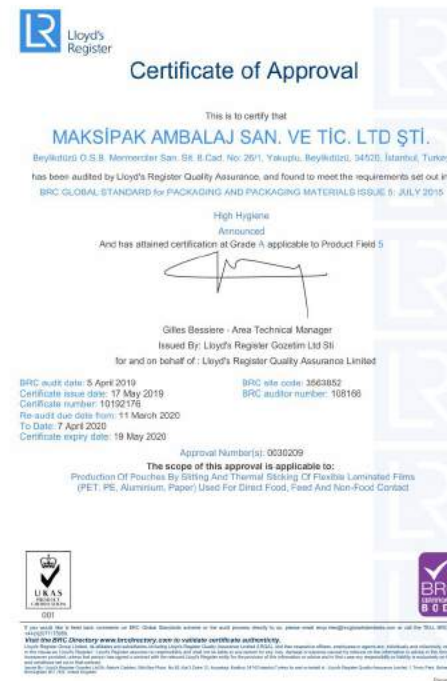 LR
Lloyd's
Register
Certificate of Approval
This is to certify that
MAKSİPAK AMBALAJ SAN. VE TİC. LTD ŞTİ.
Beylikdüzü O.S.B. Mermerciler San. Sit. 8.Cad. No: 26/1, Yakuplu, Beylikdüzü, 34520, İstanbul, Turkey
has been audited by Lloyd's Register Quality Assurance, and found to meet the requirements set out in
BRC GLOBAL STANDARD for PACKAGING AND PACKAGING MATERIALS ISSUE 5: JULY 2015
High Hygiene
Announced
And has attained certification at Grade A applicable to Product Field 5
Gilles Bessiere - Area Technical Manager
Issued By: Lloyd's Register Gozetim Ltd Sti
for and on behalf of : Lloyd's Register Quality Assurance Limited
BRC audit date: 5 April 2019 BRC site code: 3563852
Certificate issue date: 17 May 2019 BRC auditor number: 108168
Certificate number: 10192176
Re-audit due date from: 11 March 2020
To Date: 7 April 2020
Certificate expiry date: 19 May 2020
Approval Number(s): 0030209
The scope of this approval is applicable to:
Production Of Pouches By Slitting And Thermal Sticking Of Flexible Laminated Films
(PET, PE, Aluminium, Paper) Used For Direct Food, Feed And Non-Food Contact
UKAS
PRODUCT
CERTIFICATION
001
BRC
Visit the BRC Directory www.brcdirectory.com to validate certificate authenticity.